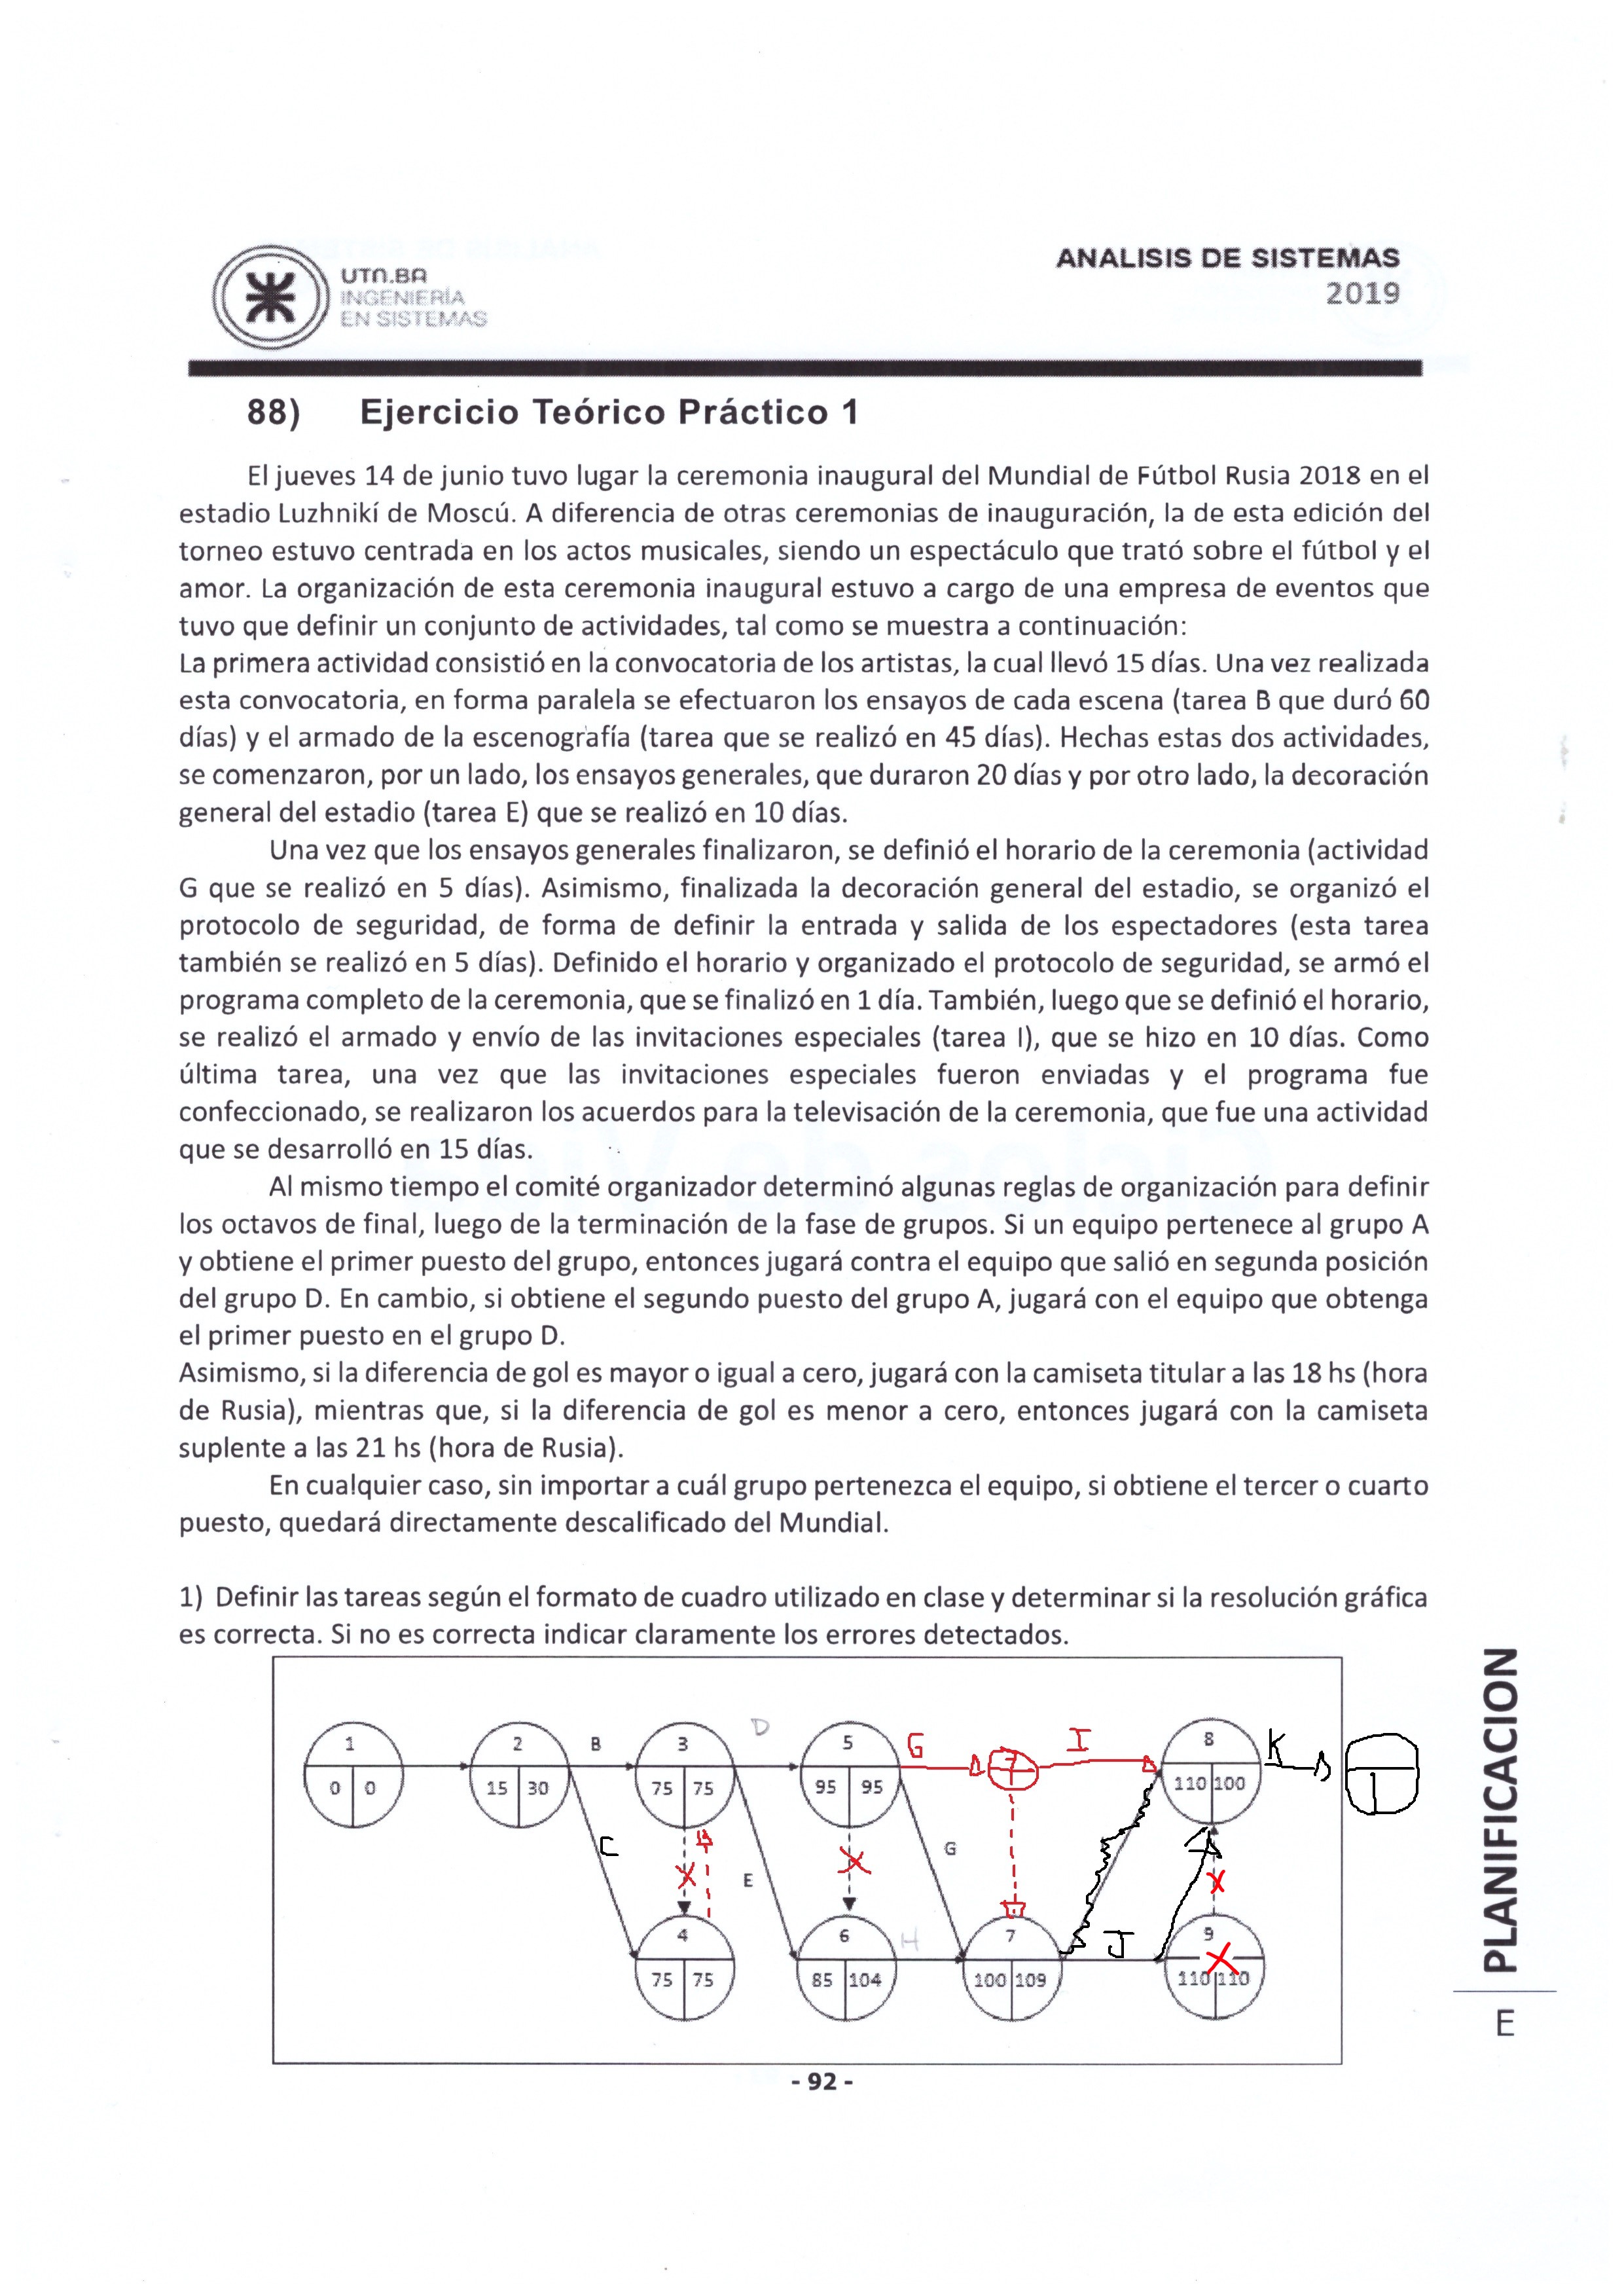 UTN.BA
INGENIERÍA
EN SISTEMAS
ANALISIS DE SISTEMAS
2019
88) Ejercicio Teórico Práctico 1
El jueves 14 de junio tuvo lugar la ceremonia inaugural del Mundial de Fútbol Rusia 2018 en el
estadio Luzhnikí de Moscú. A diferencia de otras ceremonias de inauguración, la de esta edición del
torneo estuvo centrada en los actos musicales, siendo un espectáculo que trató sobre el fútbol y el
amor. La organización de esta ceremonia inaugural estuvo a cargo de una empresa de eventos que
tuvo que definir un conjunto de actividades, tal como se muestra a continuación:
La primera actividad consistió en la convocatoria de los artistas, la cual llevó 15 días. Una vez realizada
esta convocatoria, en forma paralela se efectuaron los ensayos de cada escena (tarea B que duró 60
días) y el armado de la escenografía (tarea que se realizó en 45 días). Hechas estas dos actividades,
se comenzaron, por un lado, los ensayos generales, que duraron 20 días y por otro lado, la decoración
general del estadio (tarea E) que se realizó en 10 días.
Una vez que los ensayos generales finalizaron, se definió el horario de la ceremonia (actividad
G que se realizó en 5 días). Asimismo, finalizada la decoración general del estadio, se organizó el
protocolo de seguridad, de forma de definir la entrada y salida de los espectadores (esta tarea
también se realizó en 5 días). Definido el horario y organizado el protocolo de seguridad, se armó el
programa completo de la ceremonia, que se finalizó en 1 día. También, luego que se definió el horario,
se realizó el armado y envío de las invitaciones especiales (tarea I), que se hizo en 10 días. Como
última tarea, una vez que las invitaciones especiales fueron enviadas y el programa fue
confeccionado, se realizaron los acuerdos para la televisación de la ceremonia, que fue una actividad
que se desarrolló en 15 días.
Al mismo tiempo el comité organizador determinó algunas reglas de organización para definir
los octavos de final, luego de la terminación de la fase de grupos. Si un equipo pertenece al grupo A
y obtiene el primer puesto del grupo, entonces jugará contra el equipo que salió en segunda posición
del grupo D. En cambio, si obtiene el segundo puesto del grupo A, jugará con el equipo que obtenga
el primer puesto en el grupo D.
Asimismo, si la diferencia de gol es mayor o igual a cero, jugará con la camiseta titular a las 18 hs (hora
de Rusia), mientras que, si la diferencia de gol es menor a cero, entonces jugará con la camiseta
suplente a las 21 hs (hora de Rusia).
En cualquier caso, sin importar a cuál grupo pertenezca el equipo, si obtiene el tercer o cuarto
puesto, quedará directamente descalificado del Mundial.
1) Definir las tareas según el formato de cuadro utilizado en clase y determinar si la resolución gráfica
es correcta. Si no es correcta indicar claramente los errores detectados.
1 2 B 3 D 5 G 7 I 8 K
0 0 15 30 75 75 95 95 110 100
C E G
4 6 H 7 J 9
75 75 85 104 100 109 110 110
PLANIFICACION
E
- 92 -